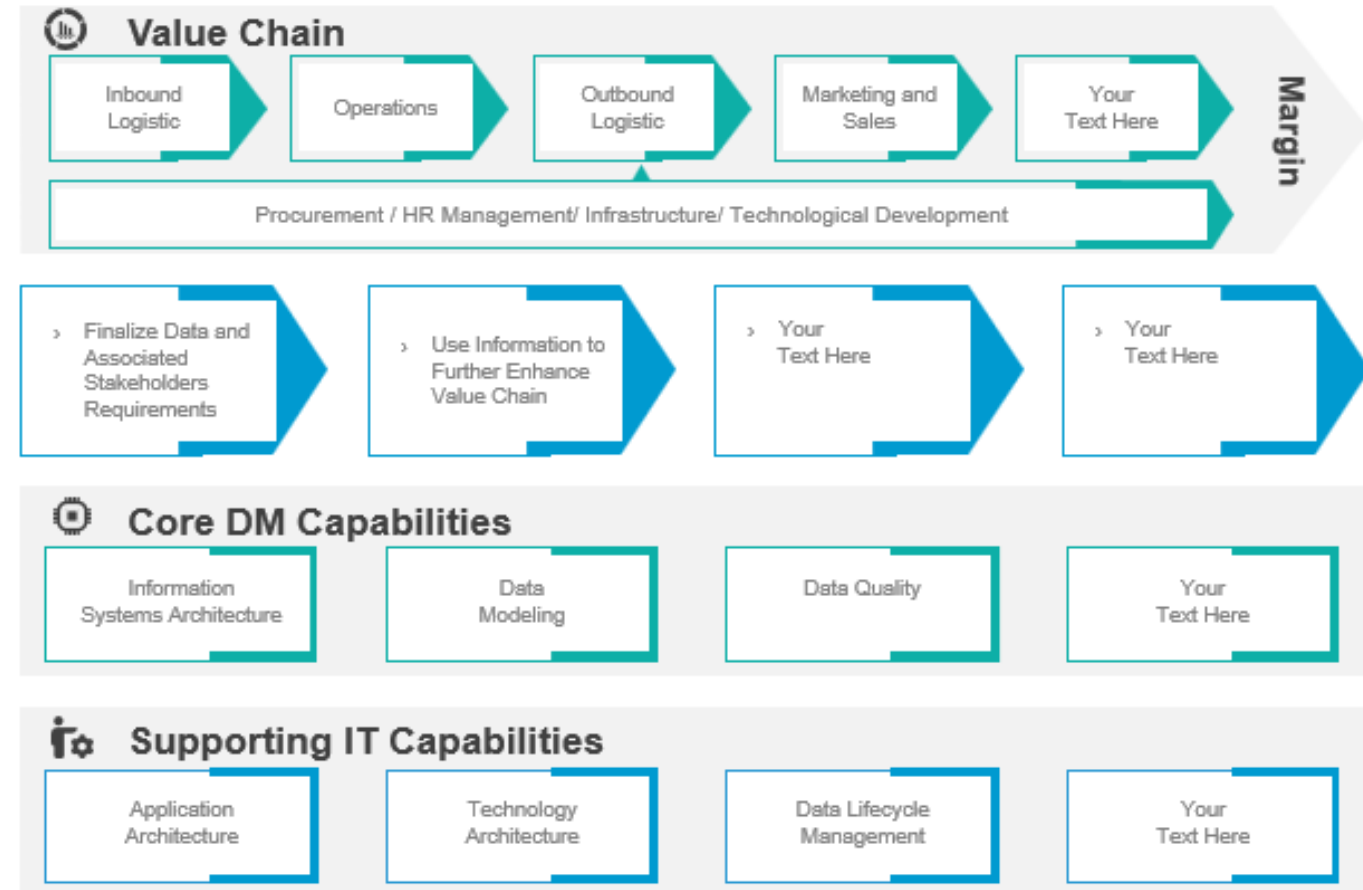 Value Chain
Inbound
Logistic
Operations
Outbound
Logistic
Marketing and
Sales
Your
Text Here
Margin
Procurement / HR Management/ Infrastructure/ Technological Development
› Finalize Data and
Associated
Stakeholders
Requirements
› Use Information to
Further Enhance
Value Chain
› Your
Text Here
› Your
Text Here
Core DM Capabilities
Information
Systems Architecture
Data
Modeling
Data Quality
Your
Text Here
Supporting IT Capabilities
Application
Architecture
Technology
Architecture
Data Lifecycle
Management
Your
Text Here